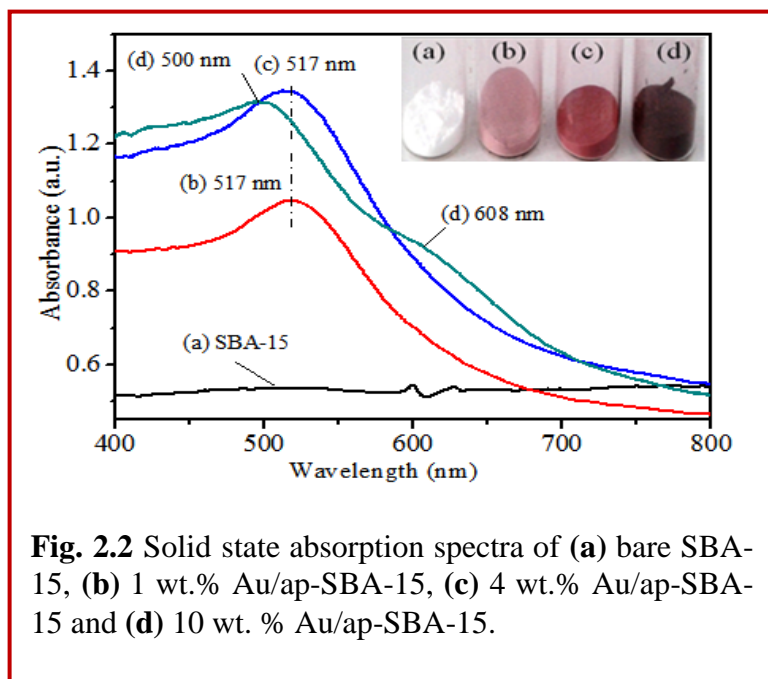 (a) (b) (c) (d)
(d) 500 nm (c) 517 nm
(b) 517 nm
(d) 608 nm
(a) SBA-15
Absorbance (a.u.)
1.4
1.2
1.0
0.8
0.6
400 500 600 700 800
Wavelength (nm)
Fig. 2.2 Solid state absorption spectra of (a) bare SBA-
15, (b) 1 wt.% Au/ap-SBA-15, (c) 4 wt.% Au/ap-SBA-
15 and (d) 10 wt. % Au/ap-SBA-15.